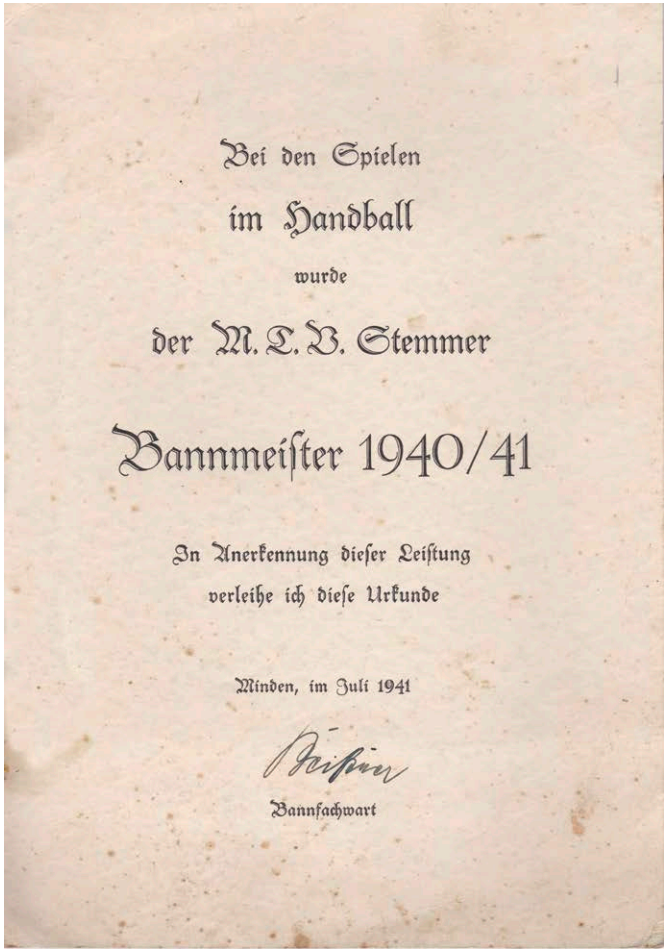 Bei den Spielen
im Handball
wurde
der M. T. V. Stemmer
Bannmeiſter 1940/41
In Anerkennung dieſer Leiſtung
verleihe ich dieſe Urkunde
Minden, im Juli 1941
Bannfachwart